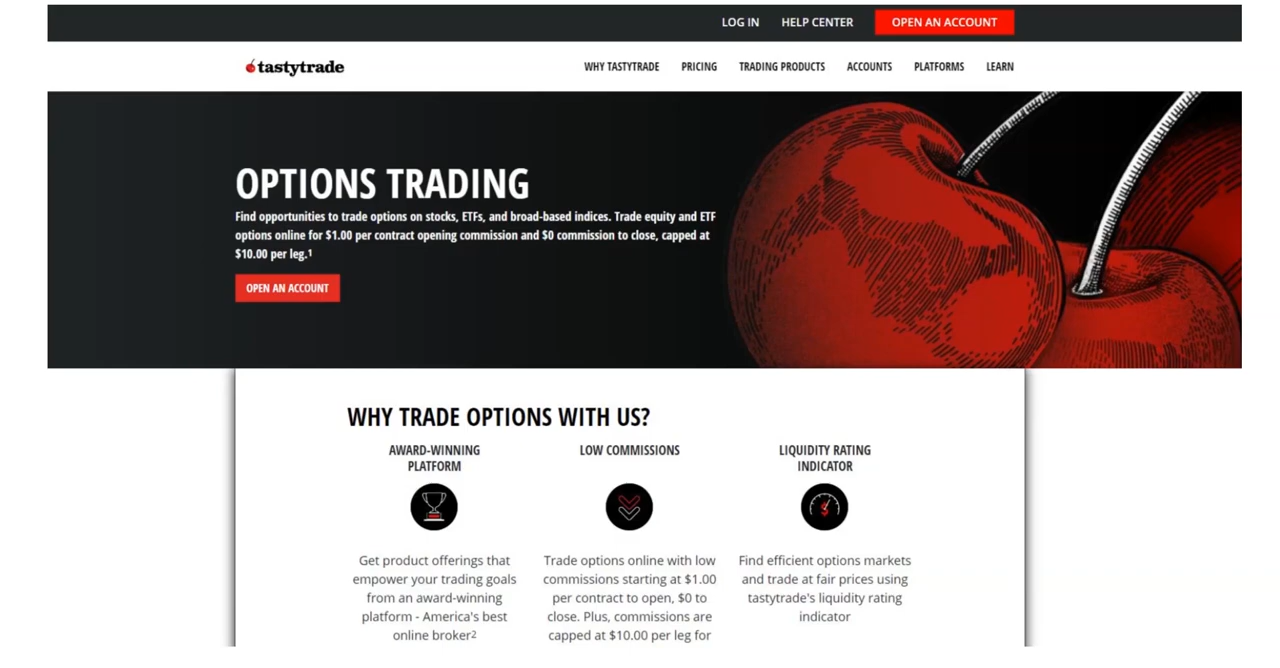 LOG IN HELP CENTER OPEN AN ACCOUNT
tastytrade WHY TASTYTRADE PRICING TRADING PRODUCTS ACCOUNTS PLATFORMS LEARN
OPTIONS TRADING
Find opportunities to trade options on stocks, ETFs, and broad-based indices. Trade equity and ETF
options online for $1.00 per contract opening commission and $0 commission to close, capped at
$10.00 per leg.¹
OPEN AN ACCOUNT
WHY TRADE OPTIONS WITH US?
AWARD-WINNING
PLATFORM
Get product offerings that
empower your trading goals
from an award-winning
platform - America's best
online broker²
LOW COMMISSIONS
Trade options online with low
commissions starting at $1.00
per contract to open, $0 to
close. Plus, commissions are
capped at $10.00 per leg for
LIQUIDITY RATING
INDICATOR
Find efficient options markets
and trade at fair prices using
tastytrade's liquidity rating
indicator